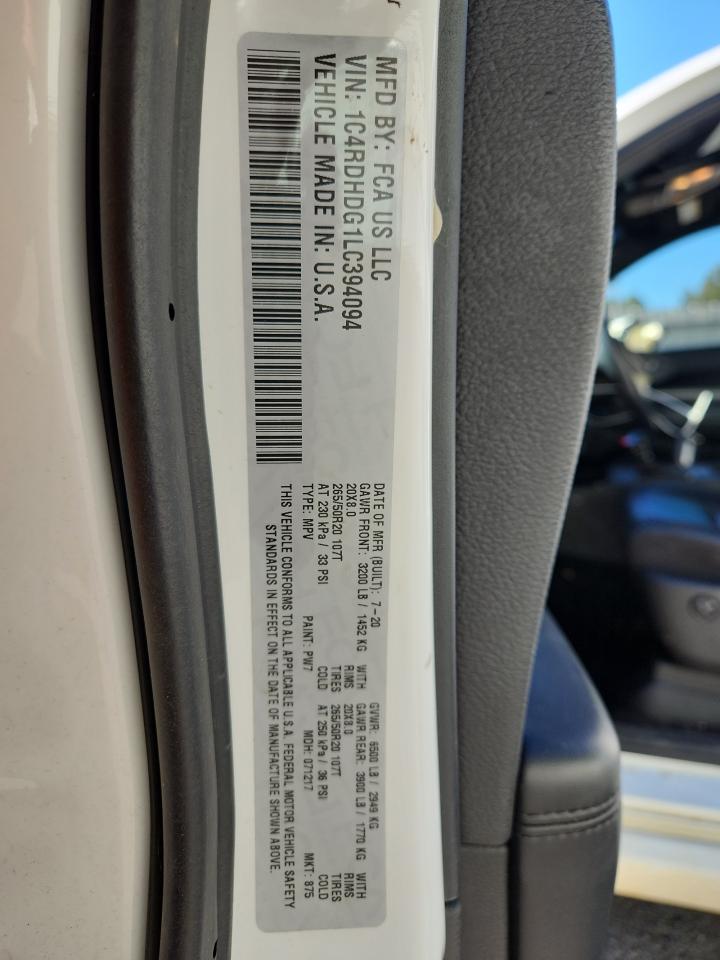 MFD BY: FCA US LLC
VIN: 1C4RDHDG1LC394094
VEHICLE MADE IN: U.S.A.
DATE OF MFR (BUILT): 7-20 GVWR: 6500 LB / 2949 KG
GAWR FRONT: 3200 LB / 1452 KG WITH GAWR REAR: 3900 LB / 1770 KG WITH
20X8.0 RIMS 20X8.0 RIMS
265/50R20 107T TIRES 265/50R20 107T TIRES
AT 230 kPa / 33 PSI COLD AT 250 kPa / 36 PSI COLD
TYPE: MPV PAINT: PW7 MDH: 071217 MKT: 875
THIS VEHICLE CONFORMS TO ALL APPLICABLE U.S.A. FEDERAL MOTOR VEHICLE SAFETY
STANDARDS IN EFFECT ON THE DATE OF MANUFACTURE SHOWN ABOVE.